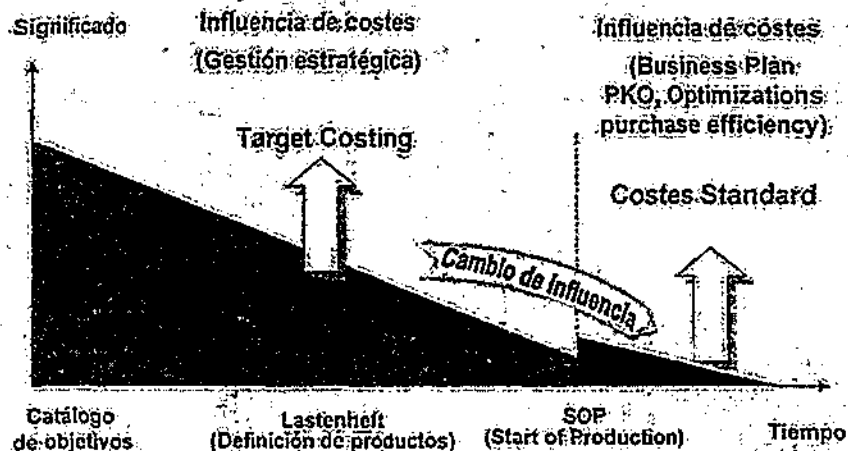 Significado
Influencia de costes
(Gestión estratégica)
Influencia de costes
(Business Plan
PKO, Optimizations
purchase efficiency)
Target Costing
Costes Standard
Cambio de Influencia
Catálogo
de objetivos
Lastenheft
(Definición de productos)
SOP
(Start of Production)
Tiempo